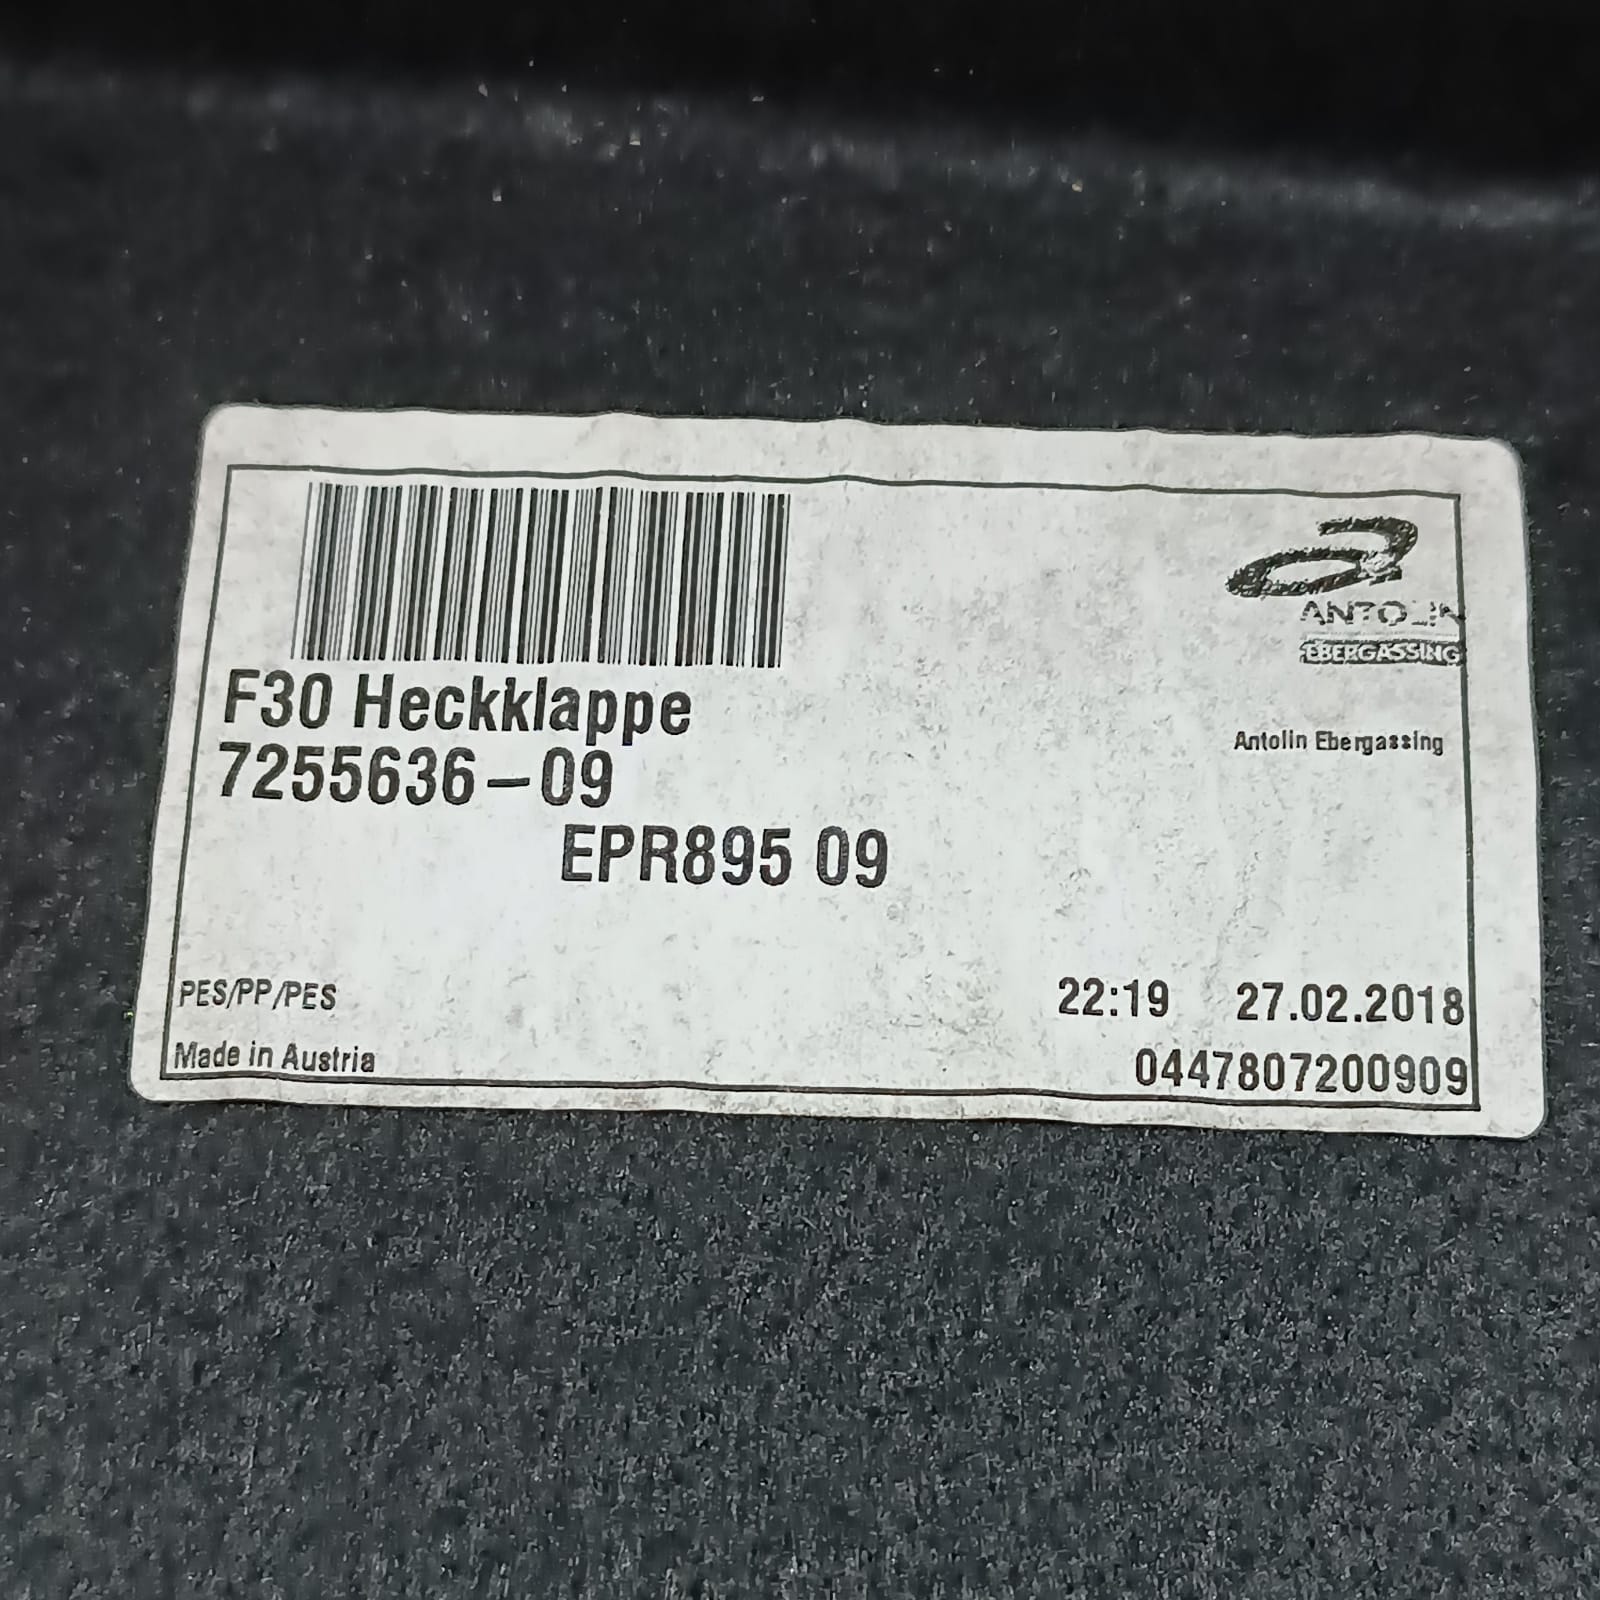 ANTOLIN
EBERGASSING
F30 Heckklappe
Antolin Ebergassing
7255636-09
EPR895 09
PES/PP/PES
22:19 27.02.2018
Made in Austria
0447807200909